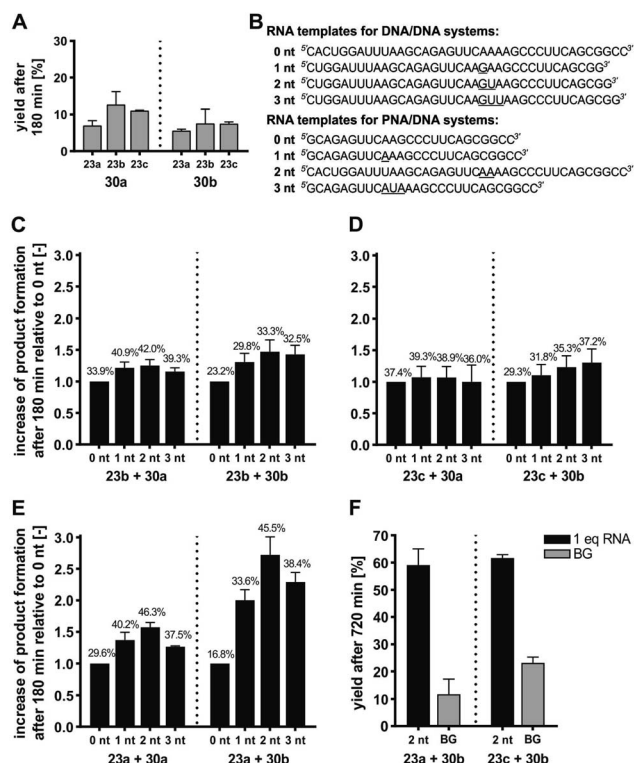 A
yield after
180 min [%]
30
20
10
0
23a 23b 23c 23a 23b 23c
30a 30b
B
RNA templates for DNA/DNA systems:
0 nt 5'CACUGGAUUUAAGCAGAGUUCAAAAGCCCUUCAGCGGCC3'
1 nt 5'CUGGAUUUAAGCAGAGUUCAAGAAGCCCUUCAGCGG3'
2 nt 5'CUGGAUUUAAGCAGAGUUCAAGUAAGCCCUUCAGCGG3'
3 nt 5'CUGGAUUUAAGCAGAGUUCAAGUUAAGCCCUUCAGCGG3'
RNA templates for PNA/DNA systems:
0 nt 5'GCAGAGUUCAAGCCCUUCAGCGGCC3'
1 nt 5'GCAGAGUUCAAAGCCCUUCAGCGGCC3'
2 nt 5'CACUGGAUUUAAGCAGAGUUCAAAAGCCCUUCAGCGGCC3'
3 nt 5'GCAGAGUUCAUAAAGCCCUUCAGCGGCC3'
C
increase of product formation
after 180 min relative to 0 nt [-]
3.0
2.5
2.0
1.5
1.0
0.5
0.0
33.9% 40.9% 42.0% 39.3% 23.2% 29.8% 33.3% 32.5%
0 nt 1 nt 2 nt 3 nt 0 nt 1 nt 2 nt 3 nt
23b + 30a 23b + 30b
D
3.0
2.5
2.0
1.5
1.0
0.5
0.0
37.4% 39.3% 38.9% 36.0% 29.3% 31.8% 35.3% 37.2%
0 nt 1 nt 2 nt 3 nt 0 nt 1 nt 2 nt 3 nt
23c + 30a 23c + 30b
E
increase of product formation
after 180 min relative to 0 nt [-]
3.0
2.5
2.0
1.5
1.0
0.5
0.0
29.6% 40.2% 46.3% 37.5% 16.8% 33.6% 45.5% 38.4%
0 nt 1 nt 2 nt 3 nt 0 nt 1 nt 2 nt 3 nt
23a + 30a 23a + 30b
F
1 eq RNA
BG
yield after 720 min [%]
70
60
50
40
30
20
10
0
2 nt BG 2 nt BG
23a + 30b 23c + 30b